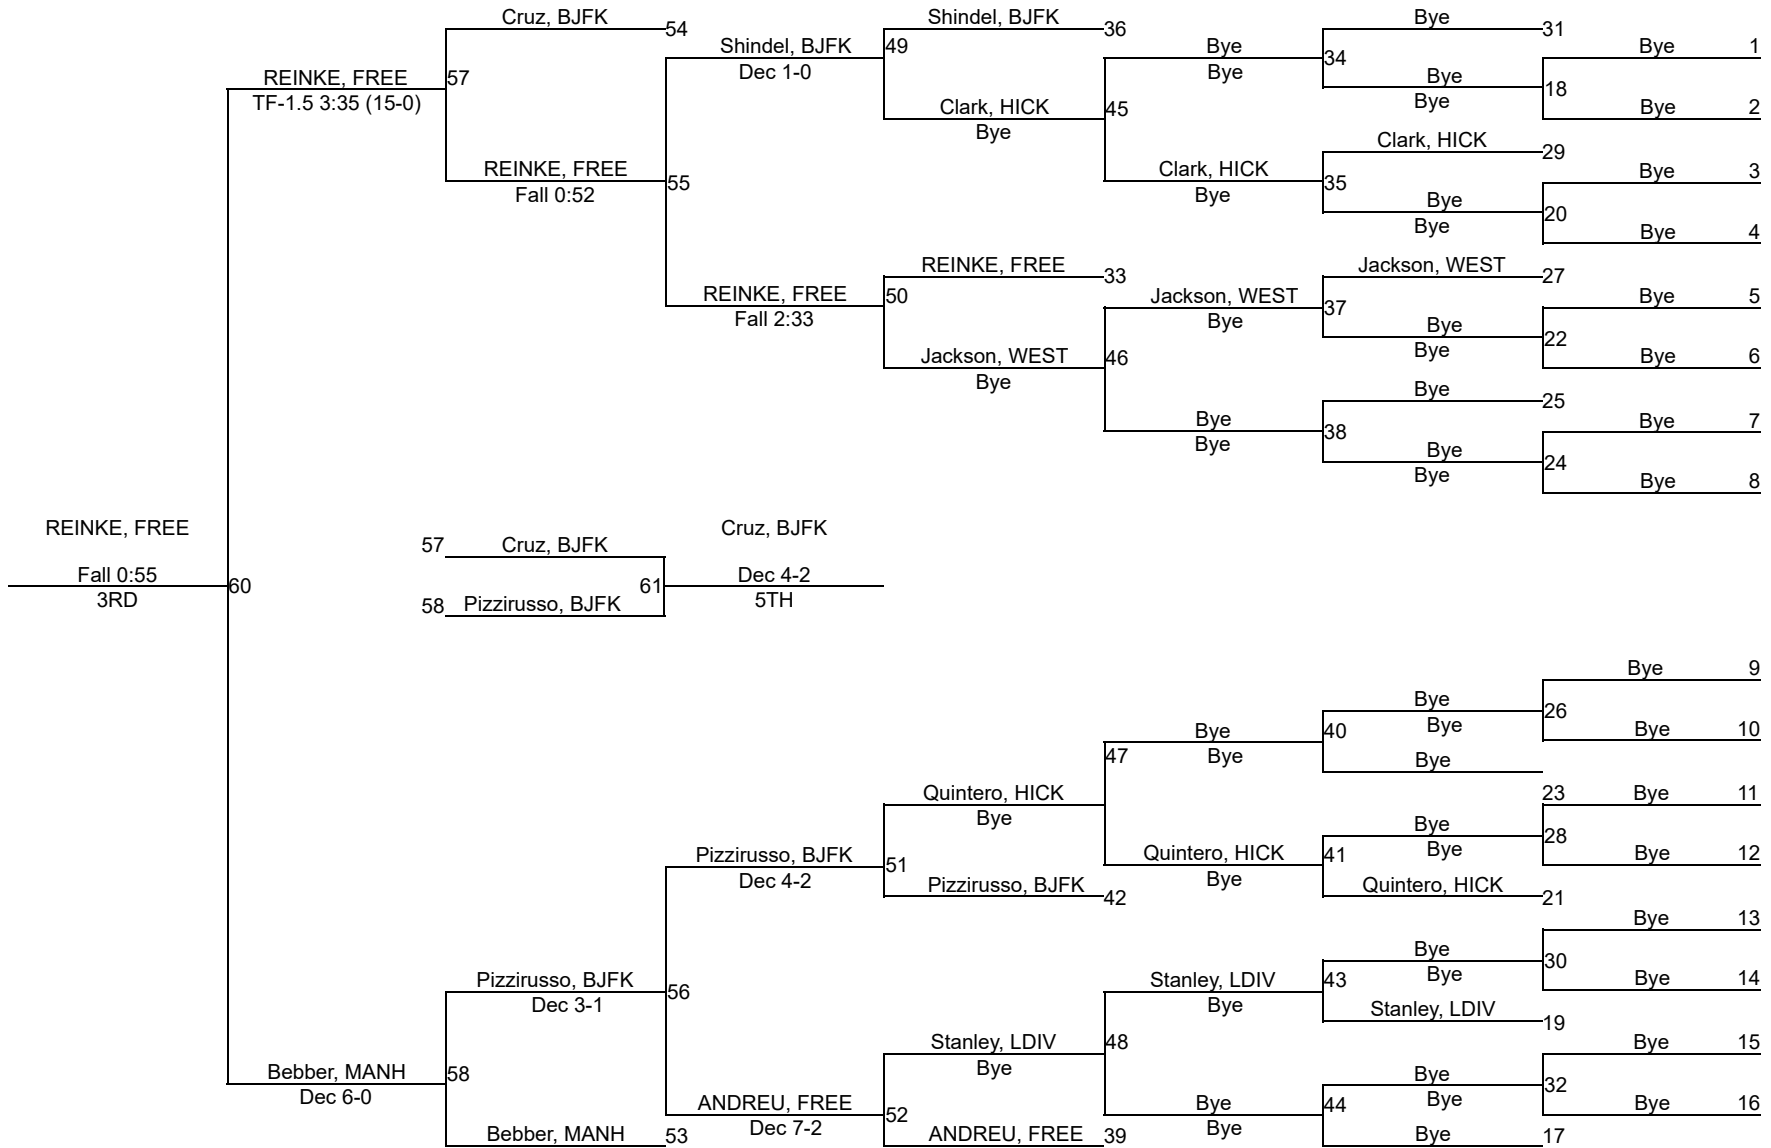 Cruz, BJFK
54
Shindel, BJFK
36
Bye
31
Shindel, BJFK
49
Dec 1-0
Bye
34
Bye
Bye
1
REINKE, FREE
57
TF-1.5 3:35 (15-0)
Bye
18
Bye
Clark, HICK
45
Bye
Bye
2
Clark, HICK
29
REINKE, FREE
55
Fall 0:52
Clark, HICK
35
Bye
Bye
3
Bye
20
Bye
Bye
4
REINKE, FREE
33
Jackson, WEST
27
REINKE, FREE
50
Fall 2:33
Jackson, WEST
37
Bye
Bye
5
Bye
22
Bye
Jackson, WEST
46
Bye
Bye
6
Bye
25
Bye
38
Bye
Bye
7
Bye
24
Bye
Bye
8
REINKE, FREE
Fall 0:55
60
3RD
57
Cruz, BJFK
58
Pizzirusso, BJFK
61
Cruz, BJFK
Dec 4-2
5TH
Bye
9
Bye
26
Bye
Bye
40
Bye
Bye
10
47
Bye
Quintero, HICK
Bye
23
Bye
11
Bye
28
Bye
Pizzirusso, BJFK
51
Dec 4-2
Quintero, HICK
41
Bye
Bye
12
Pizzirusso, BJFK
42
Quintero, HICK
21
Bye
13
Bye
30
Bye
Pizzirusso, BJFK
56
Dec 3-1
Stanley, LDIV
43
Bye
Bye
14
Stanley, LDIV
19
Stanley, LDIV
48
Bye
Bye
15
Bebber, MANH
58
Dec 6-0
Bye
32
Bye
ANDREU, FREE
52
Dec 7-2
Bye
44
Bye
Bye
16
Bebber, MANH
53
ANDREU, FREE
39
Bye
17